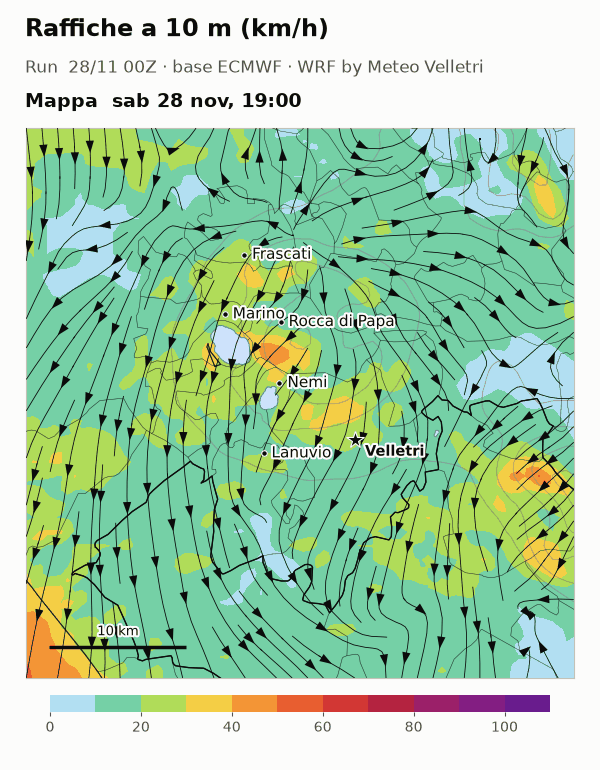 Raffiche a 10 m (km/h)
Run  28/11 00Z · base ECMWF · WRF by Meteo Velletri
Mappa  sab 28 nov, 19:00
Frascati
Marino
Rocca di Papa
Nemi
Velletri
Lanuvio
10 km
0 20 40 60 80 100